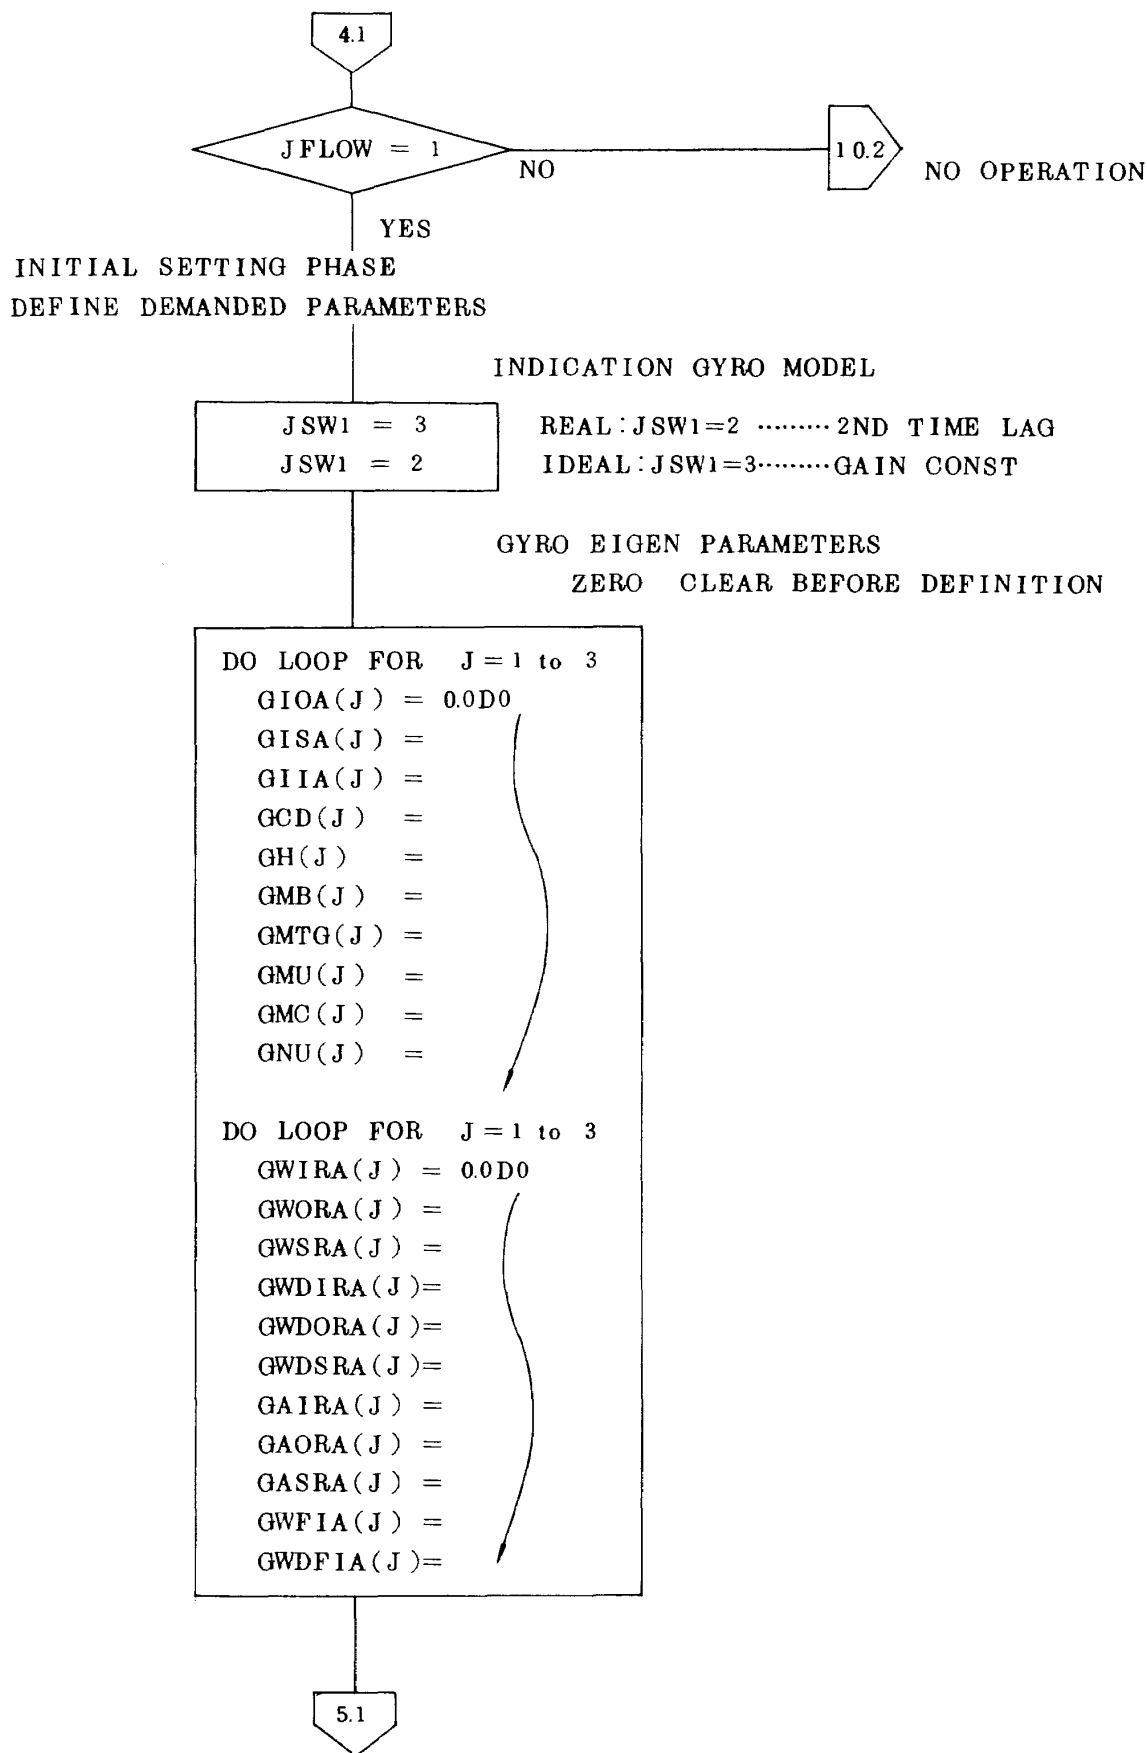 4.1
JFLOW = 1
NO
10.2
NO OPERATION
YES
INITIAL SETTING PHASE
DEFINE DEMANDED PARAMETERS
INDICATION GYRO MODEL
JSW1 = 3
JSW1 = 2
REAL:JSW1=2 ········· 2ND TIME LAG
IDEAL:JSW1=3·········GAIN CONST
GYRO EIGEN PARAMETERS
ZERO CLEAR BEFORE DEFINITION
DO LOOP FOR J=1 to 3
GIOA(J) = 0.0D0
GISA(J) =
GIIA(J) =
GCD(J) =
GH(J) =
GMB(J) =
GMTG(J) =
GMU(J) =
GMC(J) =
GNU(J) =
DO LOOP FOR J=1 to 3
GWIRA(J) = 0.0D0
GWORA(J) =
GWSRA(J) =
GWDIRA(J)=
GWDORA(J)=
GWDSRA(J)=
GAIRA(J) =
GAORA(J) =
GASRA(J) =
GWFIA(J) =
GWDFIA(J)=
5.1